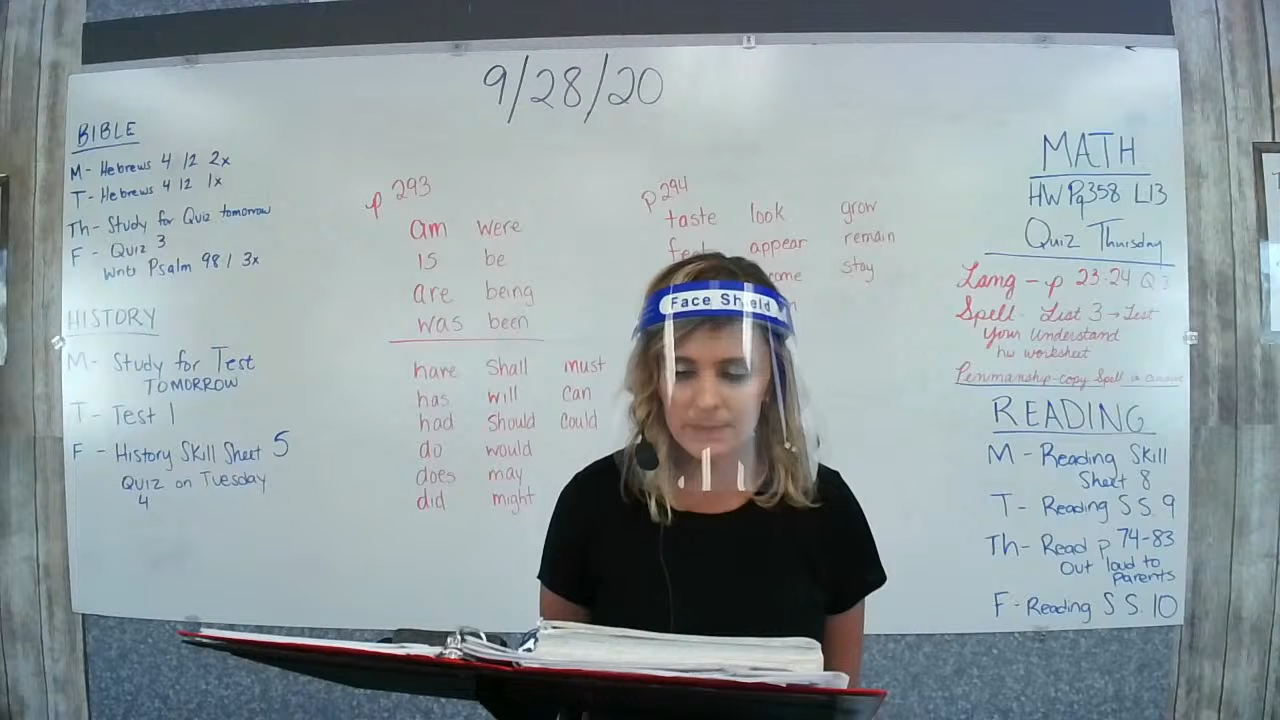 9/28/20
BIBLE
M- Hebrews 4 12 2x
T- Hebrews 4 12 1x
Th- Study for Quiz tomorrow
F - Quiz 3
Write Psalm 98 1 3x
HISTORY
M- Study for Test
TOMORROW
T- Test 1
F - History Skill Sheet 5
QUIZ on Tuesday
4
p 293
am were
is be
are being
was been
have Shall must
has will can
had Should Could
do would
does may
did might
p 294
taste look grow
appear remain
stay
Face Shield
MATH
HW Pg358 L13
Quiz Thursday
Lang - p 23-24 Q3
Spell - List 3 → Test
Your Understand
hw worksheet
Penmanship-copy Spell
READING
M- Reading Skill
Sheet 8
T- Reading S S. 9
Th- Read p 74-83
Out loud to
parents
F- Reading S S. 10